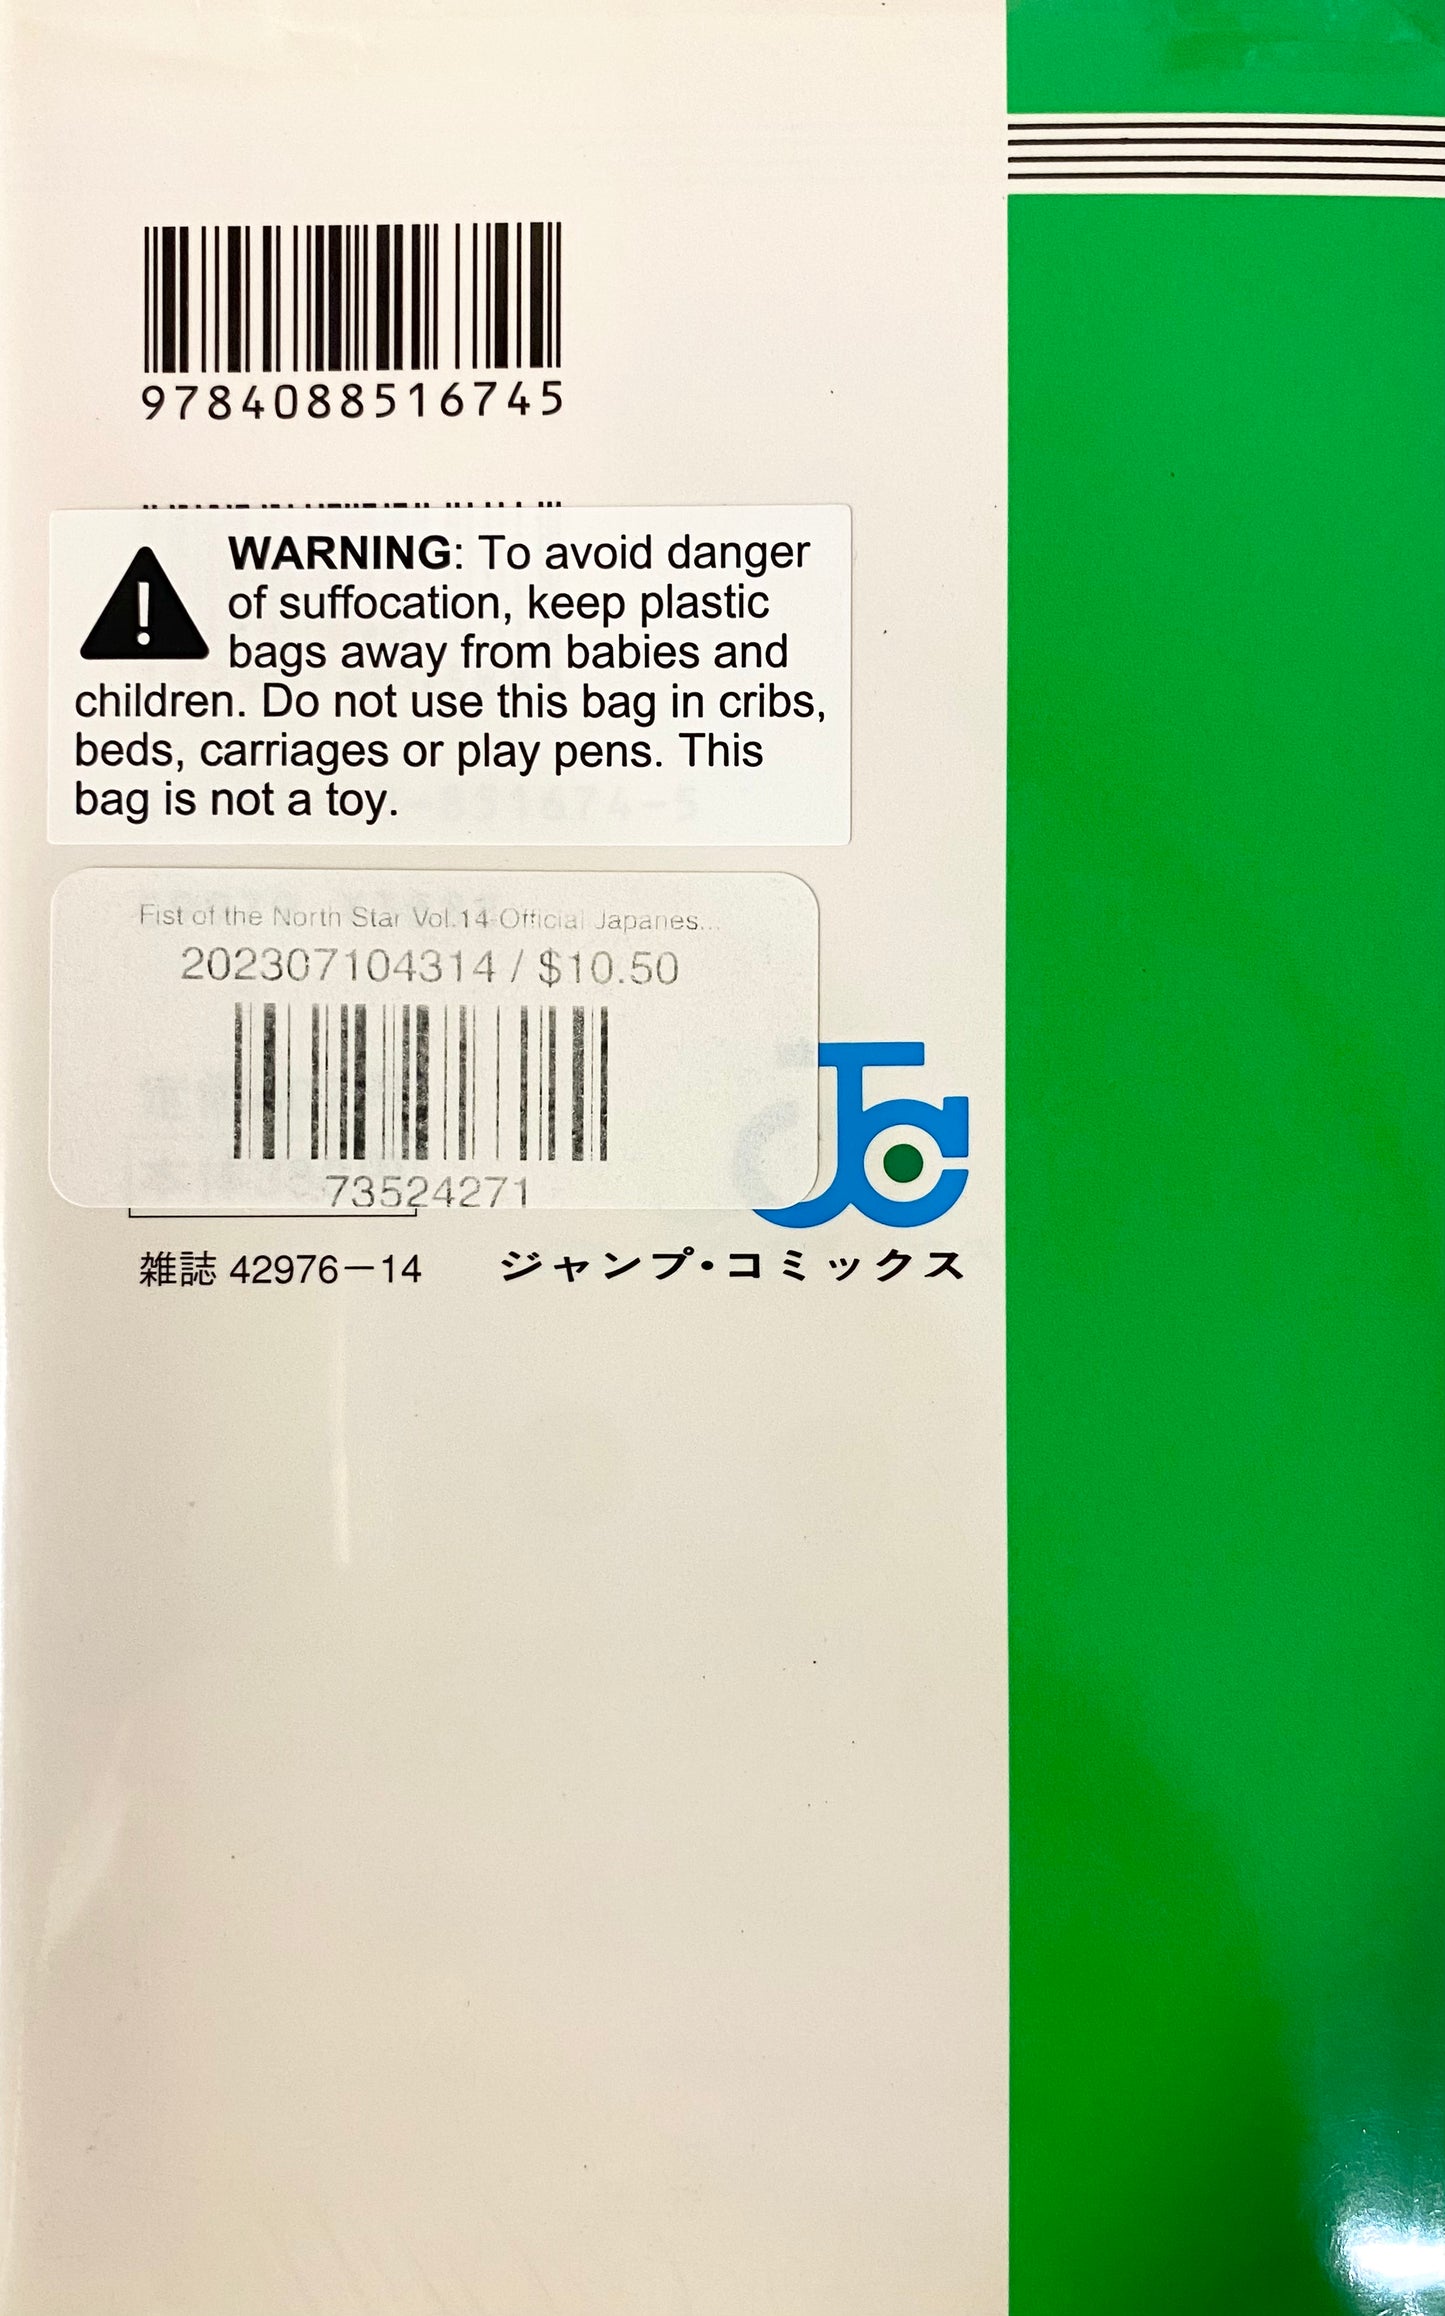 9784088516745
WARNING: To avoid danger
of suffocation, keep plastic
bags away from babies and
children. Do not use this bag in cribs,
beds, carriages or play pens. This
bag is not a toy.
Fist of the North Star Vol.14-Official Japanes...
202307104314 / $10.50
73524271
JC
雑誌 42976-14
ジャンプ・コミックス